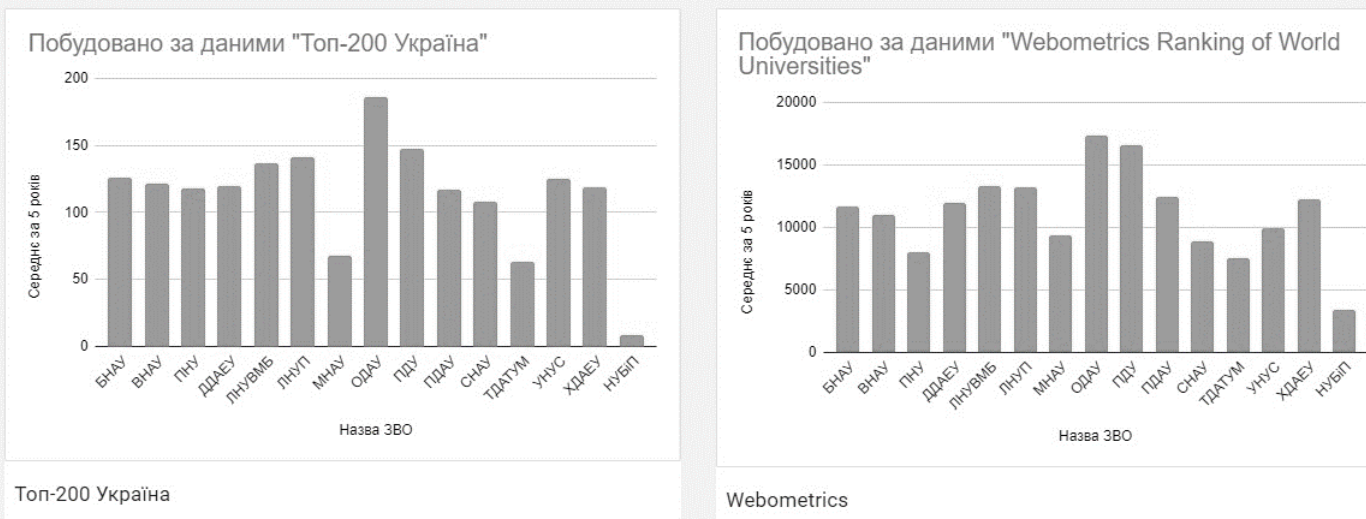 Побудовано за даними "Топ-200 Україна"
200
150
100
50
0
Середнє за 5 років
БНАУ
ВНАУ
ПНУ
ДДАЕУ
ЛНУВМБ
ЛНУП
МНАУ
ОДАУ
ПДУ
ПДАУ
СНАУ
ТДАТУМ
УНУС
ХДАЕУ
НУБіП
Назва ЗВО
Топ-200 Україна
Побудовано за даними "Webometrics Ranking of World
Universities"
20000
15000
10000
5000
0
Середнє за 5 років
БНАУ
ВНАУ
ПНУ
ДДАЕУ
ЛНУВМБ
ЛНУП
МНАУ
ОДАУ
ПДУ
ПДАУ
СНАУ
ТДАТУМ
УНУС
ХДАЕУ
НУБіП
Назва ЗВО
Webometrics